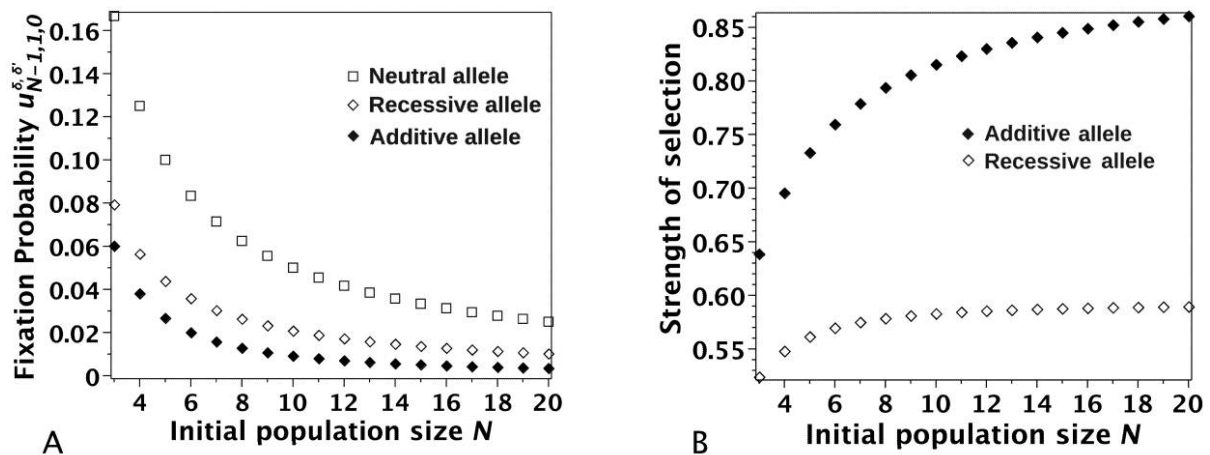 0.16
0.14
0.12
0.10
0.08
0.06
0.04
0.02
0
Fixation Probability u^{δ,δ'}_{N−1,1,0}
□ Neutral allele
◇ Recessive allele
◆ Additive allele
4 6 8 10 12 14 16 18 20
Initial population size N
A
0.85
0.80
0.75
0.70
0.65
0.60
0.55
Strength of selection
◆ Additive allele
◇ Recessive allele
4 6 8 10 12 14 16 18 20
Initial population size N
B